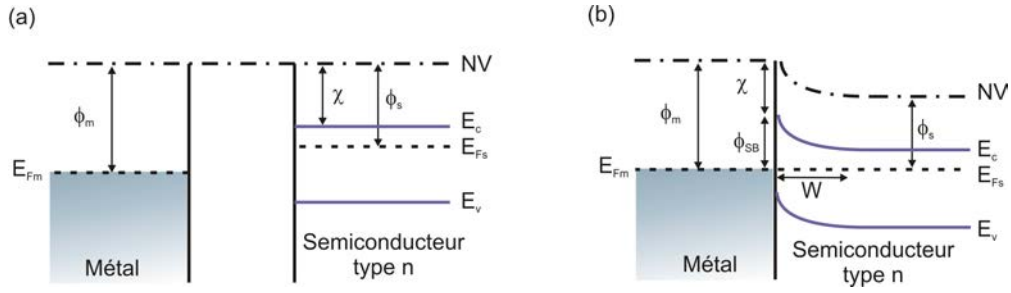 (a)
NV
χ
ϕs
ϕm
Ec
EFs
EFm
Ev
Métal
Semiconducteur
type n
(b)
NV
χ
ϕm
ϕs
ϕSB
Ec
EFm
EFs
W
Ev
Métal
Semiconducteur
type n